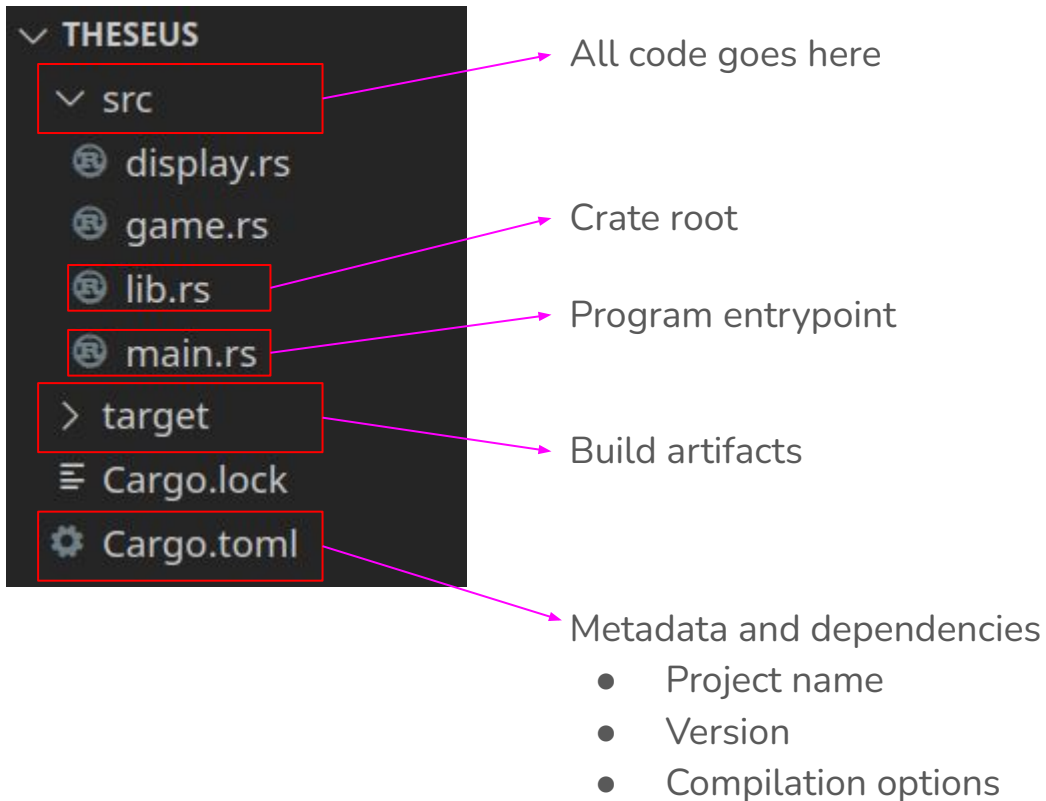 THESEUS
src
display.rs
game.rs
lib.rs
main.rs
target
Cargo.lock
Cargo.toml
All code goes here
Crate root
Program entrypoint
Build artifacts
Metadata and dependencies
● Project name
● Version
● Compilation options